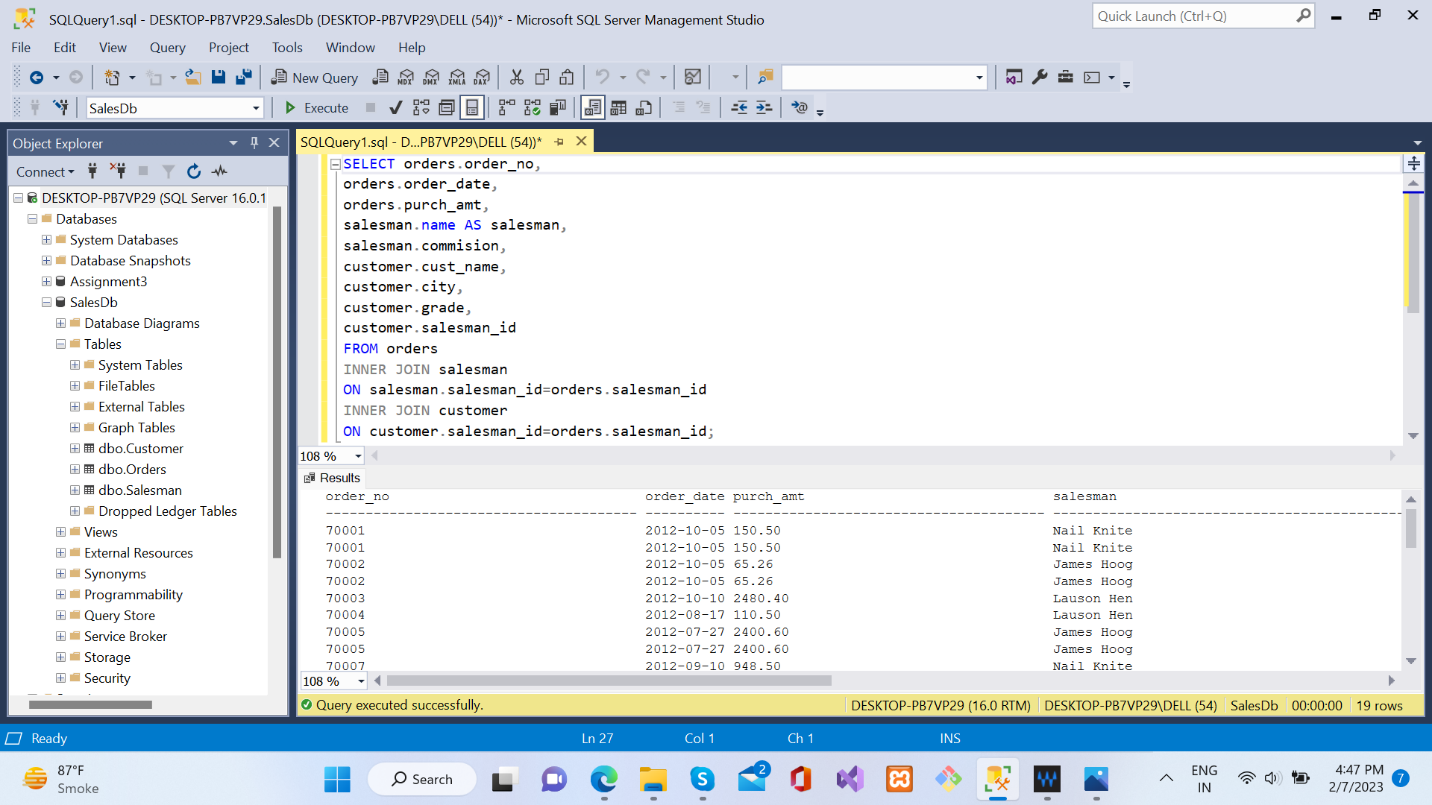 SQLQuery1.sql - DESKTOP-PB7VP29.SalesDb (DESKTOP-PB7VP29\DELL (54))* - Microsoft SQL Server Management Studio
Quick Launch (Ctrl+Q)
File Edit View Query Project Tools Window Help
New Query MDX DMX XMLA DAX
SalesDb Execute
Object Explorer
Connect
DESKTOP-PB7VP29 (SQL Server 16.0.1
Databases
System Databases
Database Snapshots
Assignment3
SalesDb
Database Diagrams
Tables
System Tables
FileTables
External Tables
Graph Tables
dbo.Customer
dbo.Orders
dbo.Salesman
Dropped Ledger Tables
Views
External Resources
Synonyms
Programmability
Query Store
Service Broker
Storage
Security
SQLQuery1.sql - D...PB7VP29\DELL (54))*
SELECT orders.order_no,
orders.order_date,
orders.purch_amt,
salesman.name AS salesman,
salesman.commision,
customer.cust_name,
customer.city,
customer.grade,
customer.salesman_id
FROM orders
INNER JOIN salesman
ON salesman.salesman_id=orders.salesman_id
INNER JOIN customer
ON customer.salesman_id=orders.salesman_id;
108 %
Results
order_no order_date purch_amt salesman
70001 2012-10-05 150.50 Nail Knite
70001 2012-10-05 150.50 Nail Knite
70002 2012-10-05 65.26 James Hoog
70002 2012-10-05 65.26 James Hoog
70003 2012-10-10 2480.40 Lauson Hen
70004 2012-08-17 110.50 Lauson Hen
70005 2012-07-27 2400.60 James Hoog
70005 2012-07-27 2400.60 James Hoog
70007 2012-09-10 948.50 Nail Knite
108 %
Query executed successfully. DESKTOP-PB7VP29 (16.0 RTM) DESKTOP-PB7VP29\DELL (54) SalesDb 00:00:00 19 rows
Ready Ln 27 Col 1 Ch 1 INS
87°F
Smoke
Search
2
ENG
IN
4:47 PM
2/7/2023
7